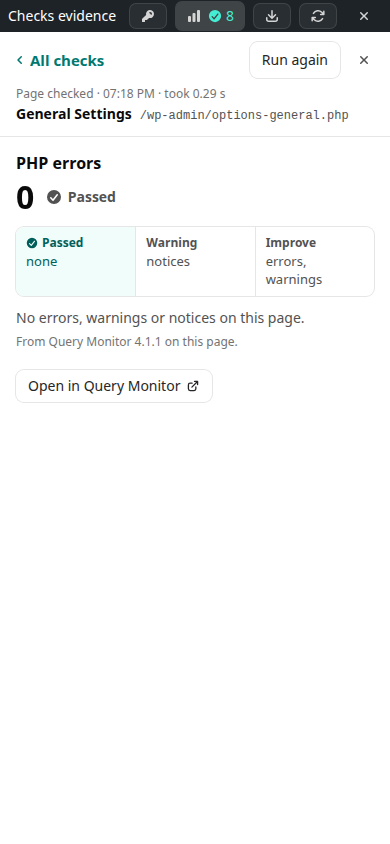 Checks evidence 8
All checks
Run again
Page checked · 07:18 PM · took 0.29 s
General Settings /wp-admin/options-general.php
PHP errors
0 Passed
Passed
none
Warning
notices
Improve
errors,
warnings
No errors, warnings or notices on this page.
From Query Monitor 4.1.1 on this page.
Open in Query Monitor